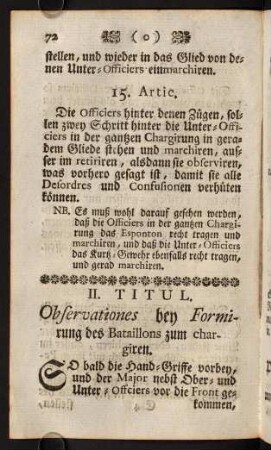 72 (o)
stellen, und wieder in das Glied von de-
nen Unter-Officiers einmarchiren.
15. Artic.
Die Officiers hinter denen Zügen, sol-
len zwey Schritt hinter die Unter-Offi-
ciers in der gantzen Chargirung in gera-
dem Gliede stehen und marchiren, aus-
ser im retiriren, alsdann sie observiren,
was vorhero gesagt ist, damit sie alle
Desordres und Confusionen verhüten
können.
NB. Es muß wohl darauf gesehen werden,
daß die Officiers in der gantzen Chargi-
rung das Esponton recht tragen und
marchiren, und daß die Unter-Officiers
das Kurtz-Gewehr ebenfalls recht tragen,
und gerad marchiren.
II. TITUL.
Observationes bey Formi-
rung des Bataillons zum char-
giren.
SO bald die Hand-Griffe vorbey,
und der Major nebst Ober- und
Unter-Offciers vor die Front ge-
kommen,